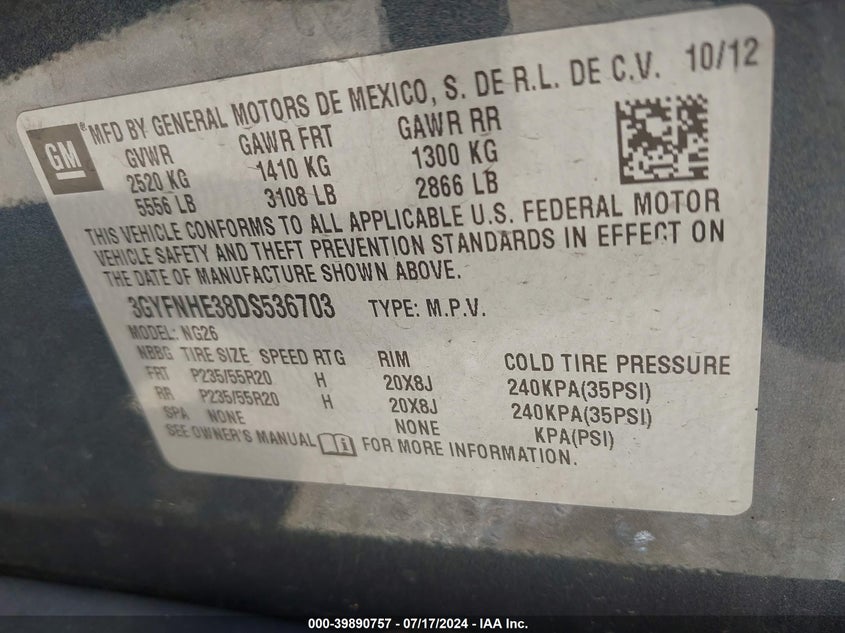 GM
MFD BY GENERAL MOTORS DE MEXICO, S. DE R.L. DE C.V. 10/12
GVWR GAWR FRT GAWR RR
2520 KG 1410 KG 1300 KG
5556 LB 3108 LB 2866 LB
THIS VEHICLE CONFORMS TO ALL APPLICABLE U.S. FEDERAL MOTOR
VEHICLE SAFETY AND THEFT PREVENTION STANDARDS IN EFFECT ON
THE DATE OF MANUFACTURE SHOWN ABOVE.
3GYFNHE38DS536703 TYPE: M.P.V.
MODEL: NG26
NBBG TIRE SIZE SPEED RTG RIM COLD TIRE PRESSURE
FRT P235/55R20 H 20X8J 240KPA(35PSI)
RR P235/55R20 H 20X8J 240KPA(35PSI)
SPA NONE NONE KPA(PSI)
SEE OWNER'S MANUAL FOR MORE INFORMATION.
000-39890757 - 07/17/2024 - IAA Inc.